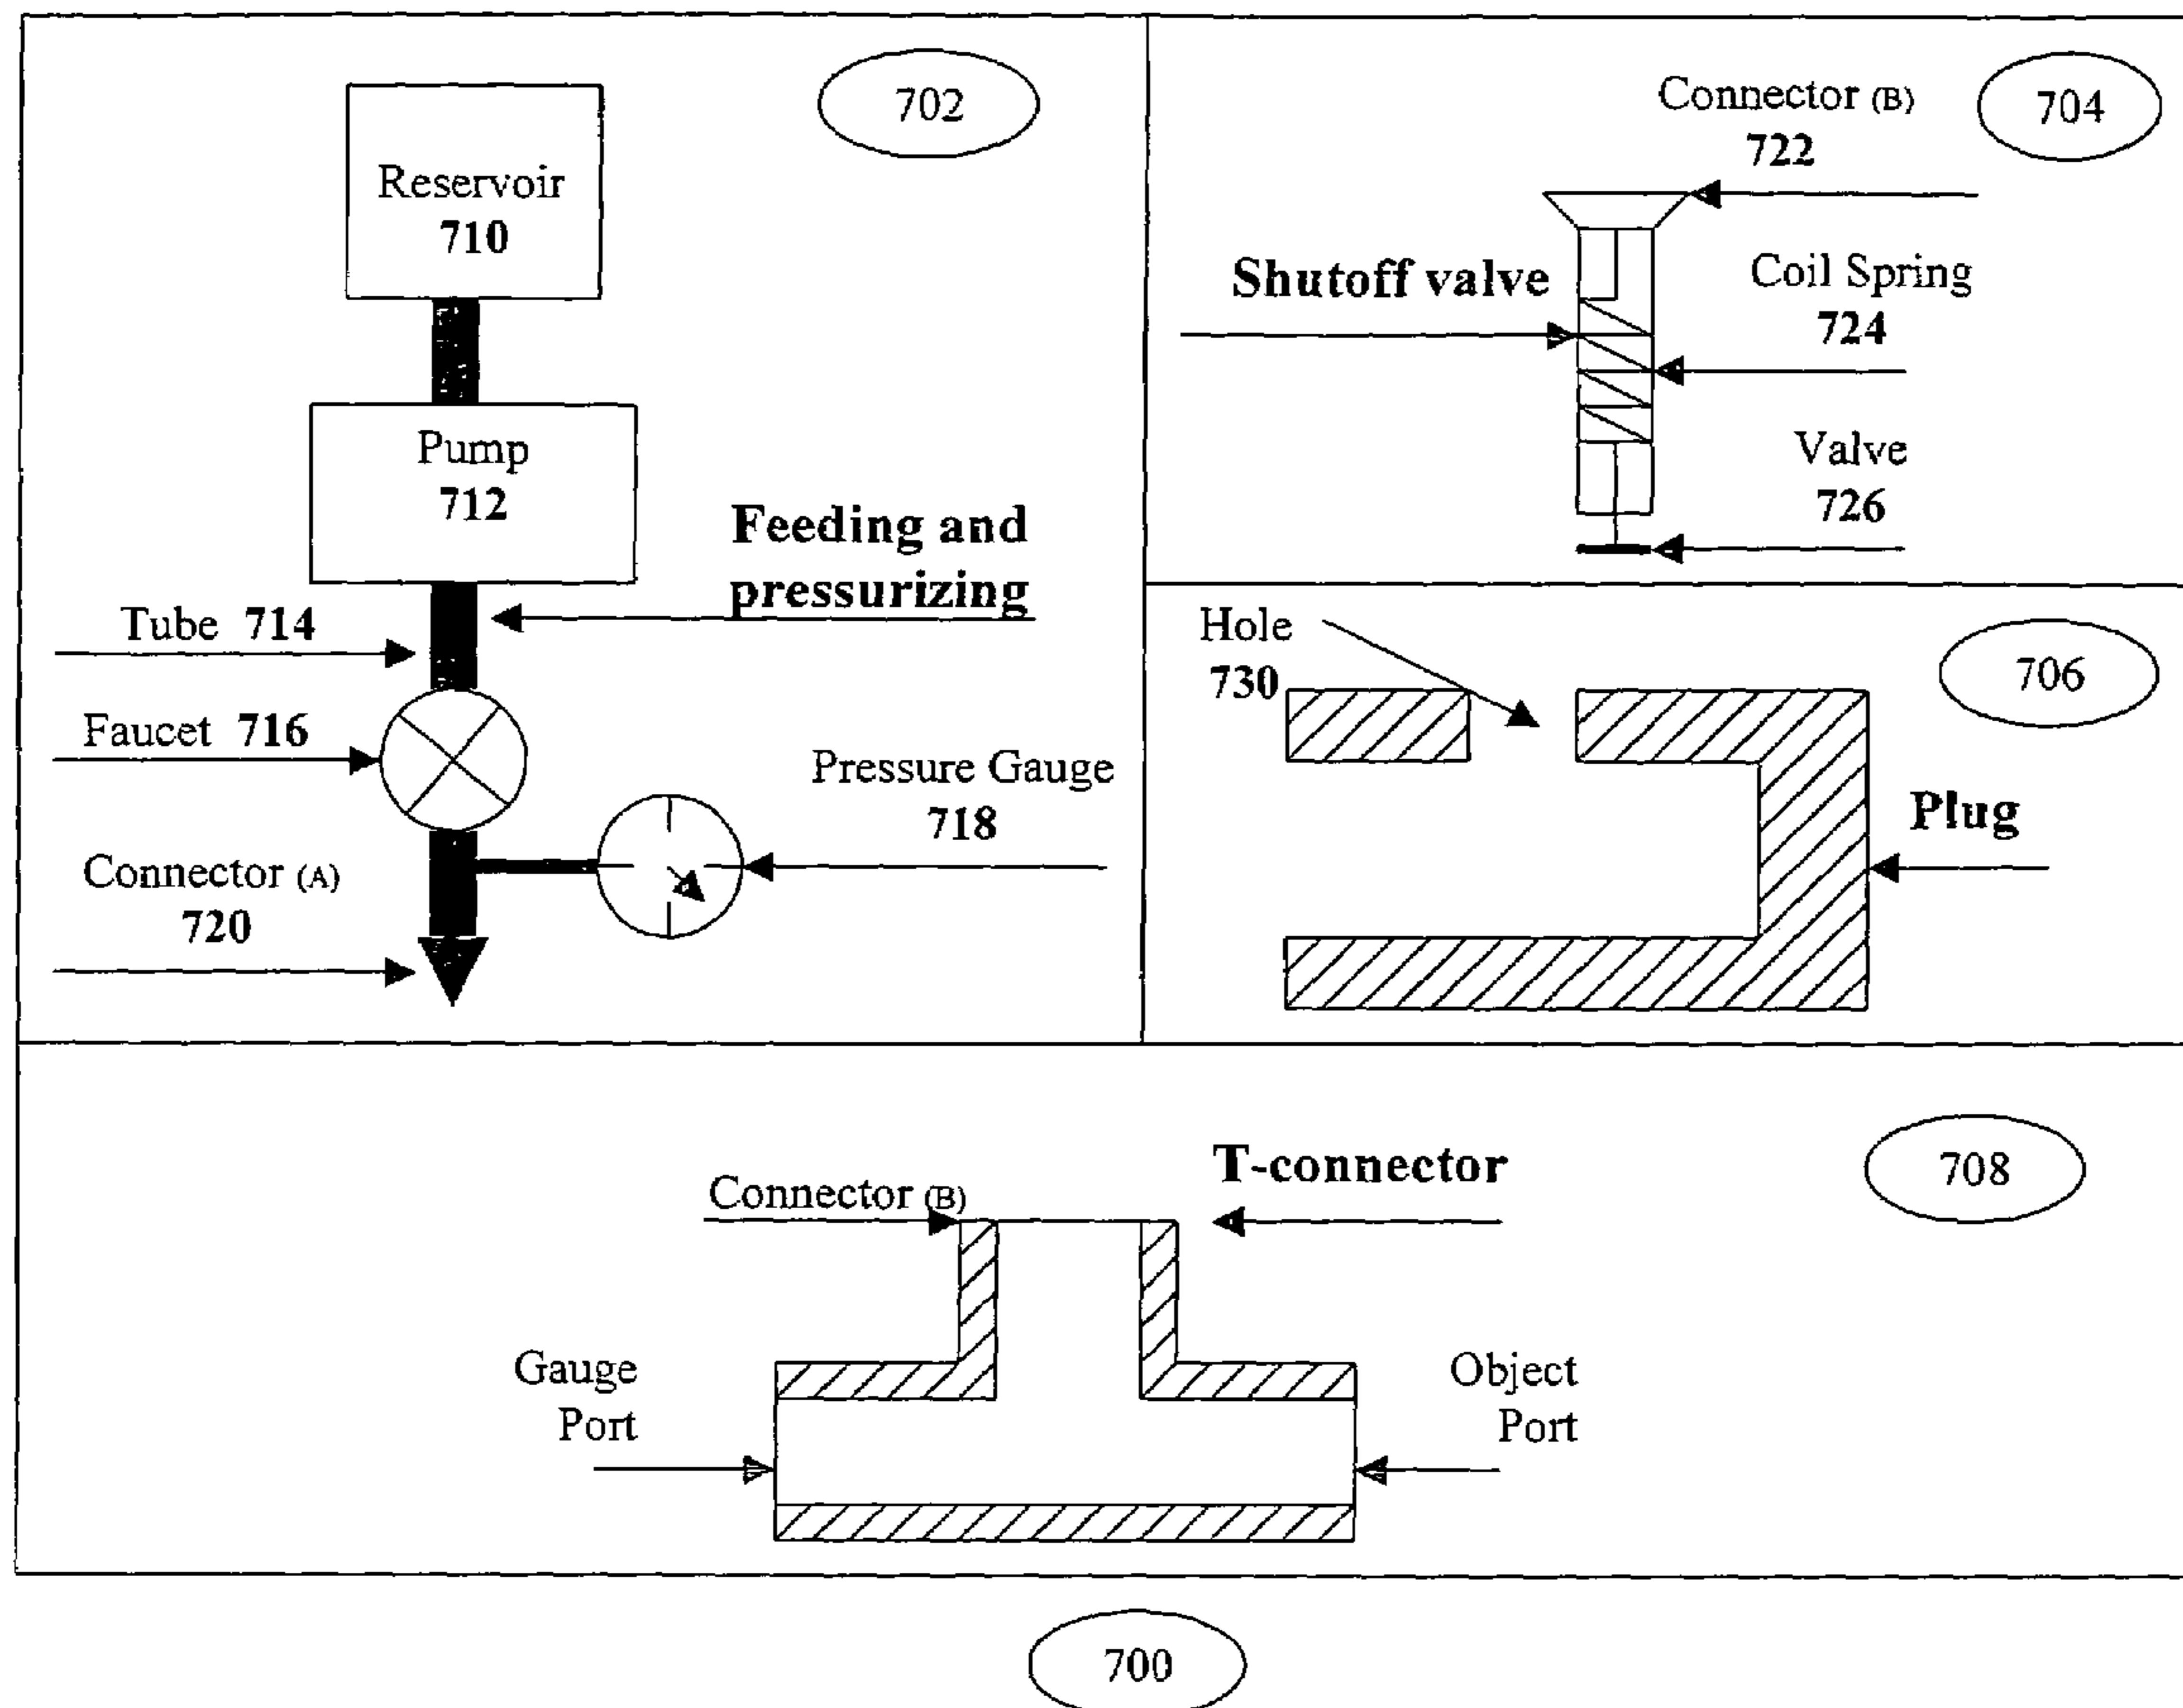 702
Reservoir
710
Pump
712
Feeding and
pressurizing
Tube 714
Faucet 716
Pressure Gauge
718
Connector (A)
720
704
Connector (B)
722
Shutoff valve
Coil Spring
724
Valve
726
706
Hole
730
Plug
708
T-connector
Connector (B)
Gauge
Port
Object
Port
700